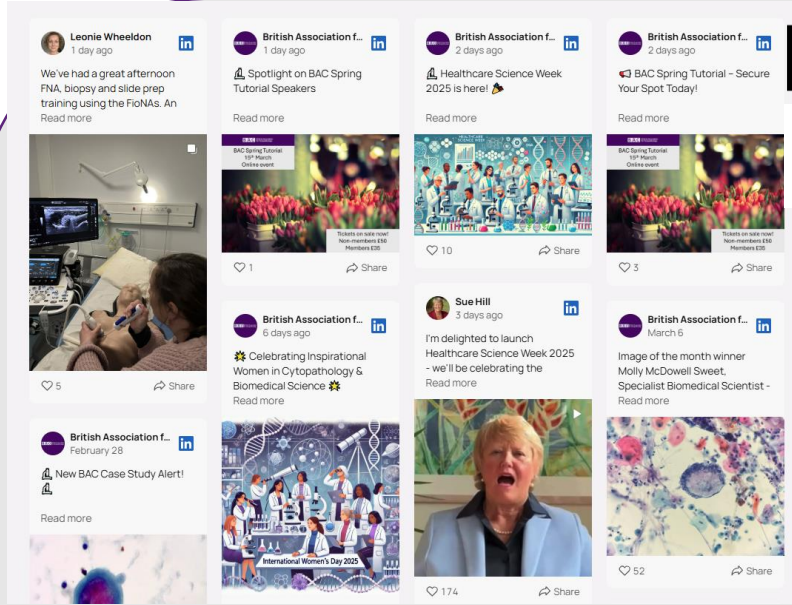 Leonie Wheeldon
1 day ago
We've had a great afternoon
FNA, biopsy and slide prep
training using the FioNAs. An
Read more
5
Share
British Association f...
February 28
New BAC Case Study Alert!
Read more
British Association f...
1 day ago
Spotlight on BAC Spring
Tutorial Speakers
Read more
BAC
BAC Spring Tutorial
15th March
Online event
Tickets on sale now!
Non-members £50
Members £35
1
Share
British Association f...
6 days ago
Celebrating Inspirational
Women in Cytopathology &
Biomedical Science
Read more
International Women's Day 2025
British Association f...
2 days ago
Healthcare Science Week
2025 is here!
Read more
HEALTHCARE
10
Share
Sue Hill
3 days ago
I'm delighted to launch
Healthcare Science Week 2025
- we'll be celebrating the
Read more
174
Share
British Association f...
2 days ago
BAC Spring Tutorial – Secure
Your Spot Today!
Read more
BAC
BAC Spring Tutorial
15th March
Online event
Tickets on sale now!
Non-members £50
Members £35
3
Share
British Association f...
March 6
Image of the month winner
Molly McDowell Sweet,
Specialist Biomedical Scientist -
Read more
52
Share